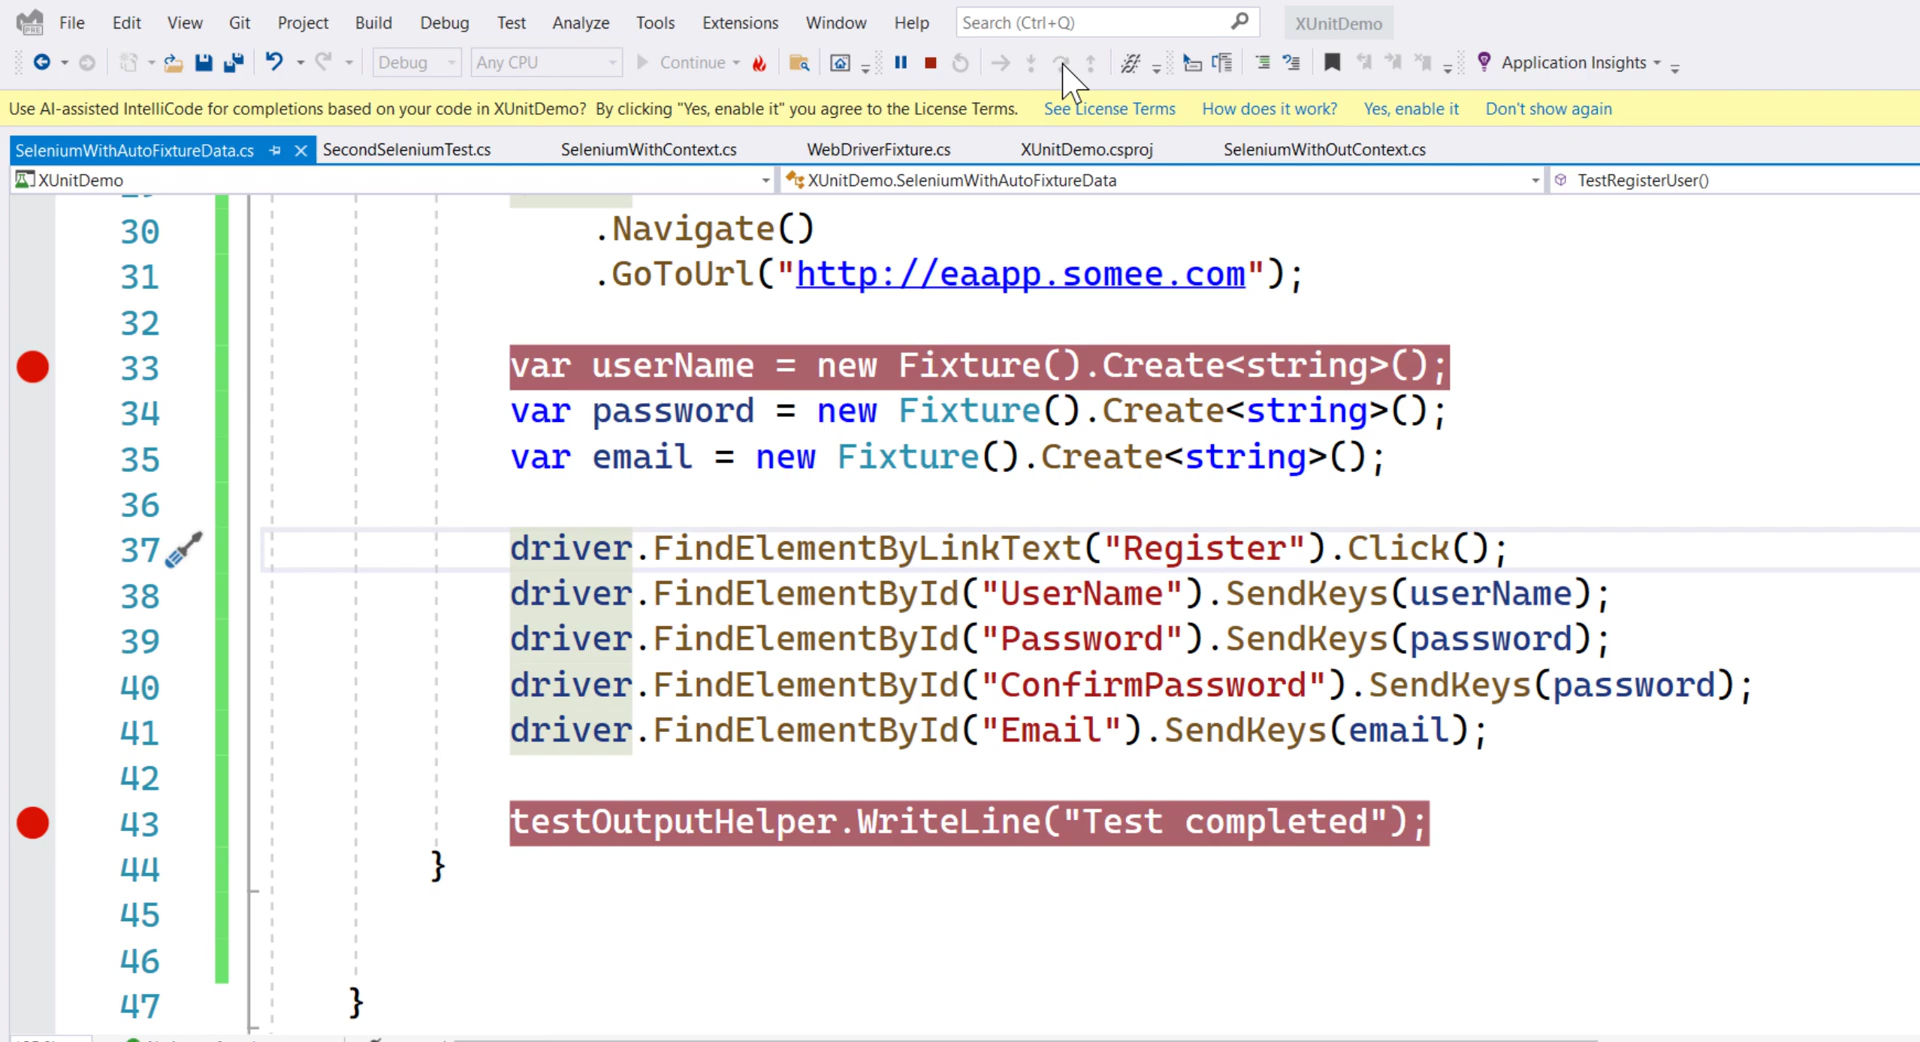 File Edit View Git Project Build Debug Test Analyze Tools Extensions Window Help Search (Ctrl+Q) XUnitDemo
Debug Any CPU Continue Application Insights
Use AI-assisted IntelliCode for completions based on your code in XUnitDemo? By clicking "Yes, enable it" you agree to the License Terms. See License Terms How does it work? Yes, enable it Don't show again
SeleniumWithAutoFixtureData.cs SecondSeleniumTest.cs SeleniumWithContext.cs WebDriverFixture.cs XUnitDemo.csproj SeleniumWithOutContext.cs
XUnitDemo XUnitDemo.SeleniumWithAutoFixtureData TestRegisterUser()
30 .Navigate()
31 .GoToUrl("http://eaapp.somee.com");
32
33 var userName = new Fixture().Create<string>();
34 var password = new Fixture().Create<string>();
35 var email = new Fixture().Create<string>();
36
37 driver.FindElementByLinkText("Register").Click();
38 driver.FindElementById("UserName").SendKeys(userName);
39 driver.FindElementById("Password").SendKeys(password);
40 driver.FindElementById("ConfirmPassword").SendKeys(password);
41 driver.FindElementById("Email").SendKeys(email);
42
43 testOutputHelper.WriteLine("Test completed");
44 }
45
46
47 }